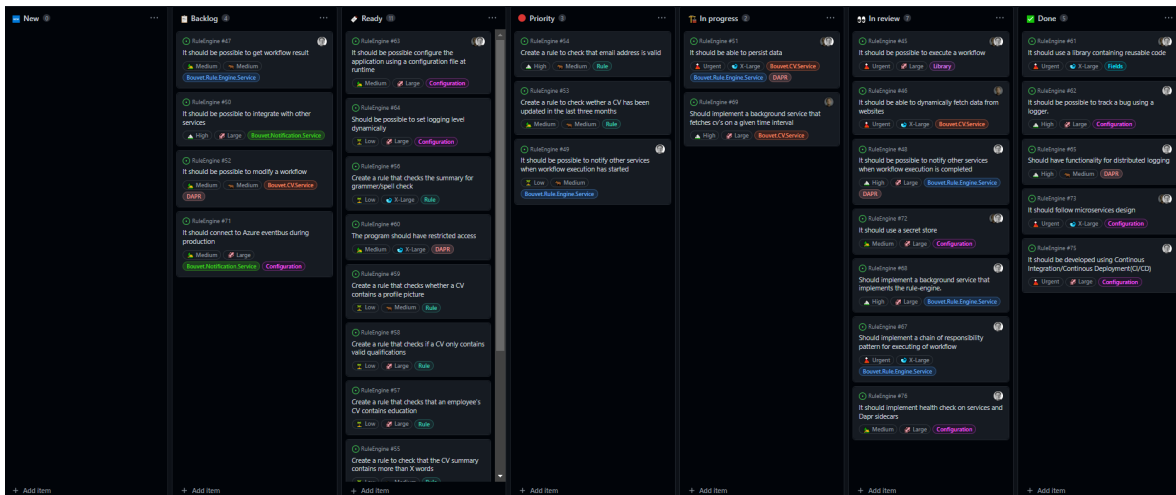 New 0
RuleEngine #47
It should be possible to get workflow result
Medium Medium
Bouvet.Rule.Engine.Service
RuleEngine #50
It should be possible to integrate with other
services
High Large Bouvet.Notification.Service
RuleEngine #52
It should be possible to modify a workflow
Medium Medium Bouvet.CV.Service
DAPR
RuleEngine #71
It should connect to Azure eventbus during
production
Medium Large
Bouvet.Notification.Service Configuration
Backlog 4
Ready 11
RuleEngine #63
It should be possible configure the
application using a configuration file at
runtime
Medium Large Configuration
RuleEngine #64
Should be possible to set logging level
dynamically
Low Large Configuration
RuleEngine #56
Create a rule that checks the summary for
grammer/spell check
Low X-Large Rule
RuleEngine #60
The program should have restricted access
Medium X-Large DAPR
RuleEngine #59
Create a rule that checks whether a CV
contains a profile picture
Low Medium Rule
RuleEngine #58
Create a rule that checks if a CV only contains
valid qualifications
Low Large Rule
RuleEngine #57
Create a rule that checks that an employee's
CV contains education
Low Large Rule
RuleEngine #55
Create a rule to check that the CV summary
contains more than X words
Low Medium Rule
Priority 3
RuleEngine #54
Create a rule to check that email address is valid
High Medium Rule
RuleEngine #53
Create a rule to check wether a CV has been
updated in the last three months
Medium Medium Rule
RuleEngine #49
It should be possible to notify other services
when workflow execution has started
Low Medium
Bouvet.Rule.Engine.Service
In progress 2
RuleEngine #51
It should be able to persist data
Urgent X-Large Bouvet.CV.Service
Bouvet.Rule.Engine.Service DAPR
RuleEngine #69
Should implement a background service that
fetches cv's on a given time interval
High Large Bouvet.CV.Service
In review 7
RuleEngine #45
It should be possible to execute a workflow
Urgent Large Library
RuleEngine #46
It should be able to dynamically fetch data from
websites
Urgent X-Large Bouvet.CV.Service
RuleEngine #48
It should be possible to notify other services
when workflow execution is completed
High Large Bouvet.Rule.Engine.Service
DAPR
RuleEngine #72
It should use a secret store
Medium Large Configuration
RuleEngine #68
Should implement a background service that
implements the rule-engine.
High Large Bouvet.Rule.Engine.Service
RuleEngine #67
Should implement a chain of responsibility
pattern for executing of workflow
Urgent X-Large
Bouvet.Rule.Engine.Service
RuleEngine #76
It should implement health check on services and
Dapr sidecars
Medium Large Configuration
Done 5
RuleEngine #61
It should use a library containing reusable code
Urgent X-Large Fields
RuleEngine #62
It should be possible to track a bug using a
logger.
High Large Configuration
RuleEngine #65
Should have functionality for distributed logging
High Medium DAPR
RuleEngine #73
It should follow microservices design
Urgent X-Large Configuration
RuleEngine #75
It should be developed using Continous
Integration/Continous Deployment(CI/CD)
Urgent Large Configuration
+ Add item
+ Add item
+ Add item
+ Add item
+ Add item
+ Add item
+ Add item